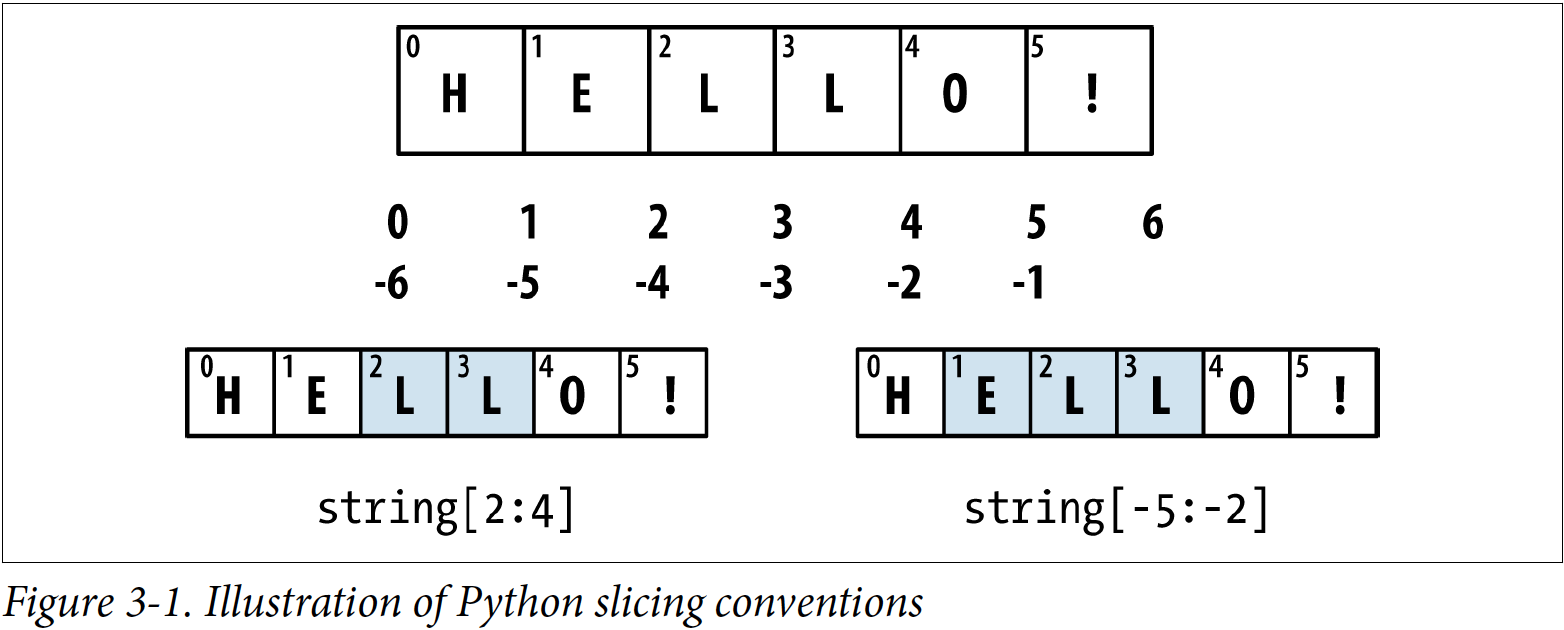 0 1 2 3 4 5
H E L L O !
0 1 2 3 4 5 6
-6 -5 -4 -3 -2 -1
0 1 2 3 4 5
H E L L O !
string[2:4]
0 1 2 3 4 5
H E L L O !
string[-5:-2]
Figure 3-1. Illustration of Python slicing conventions